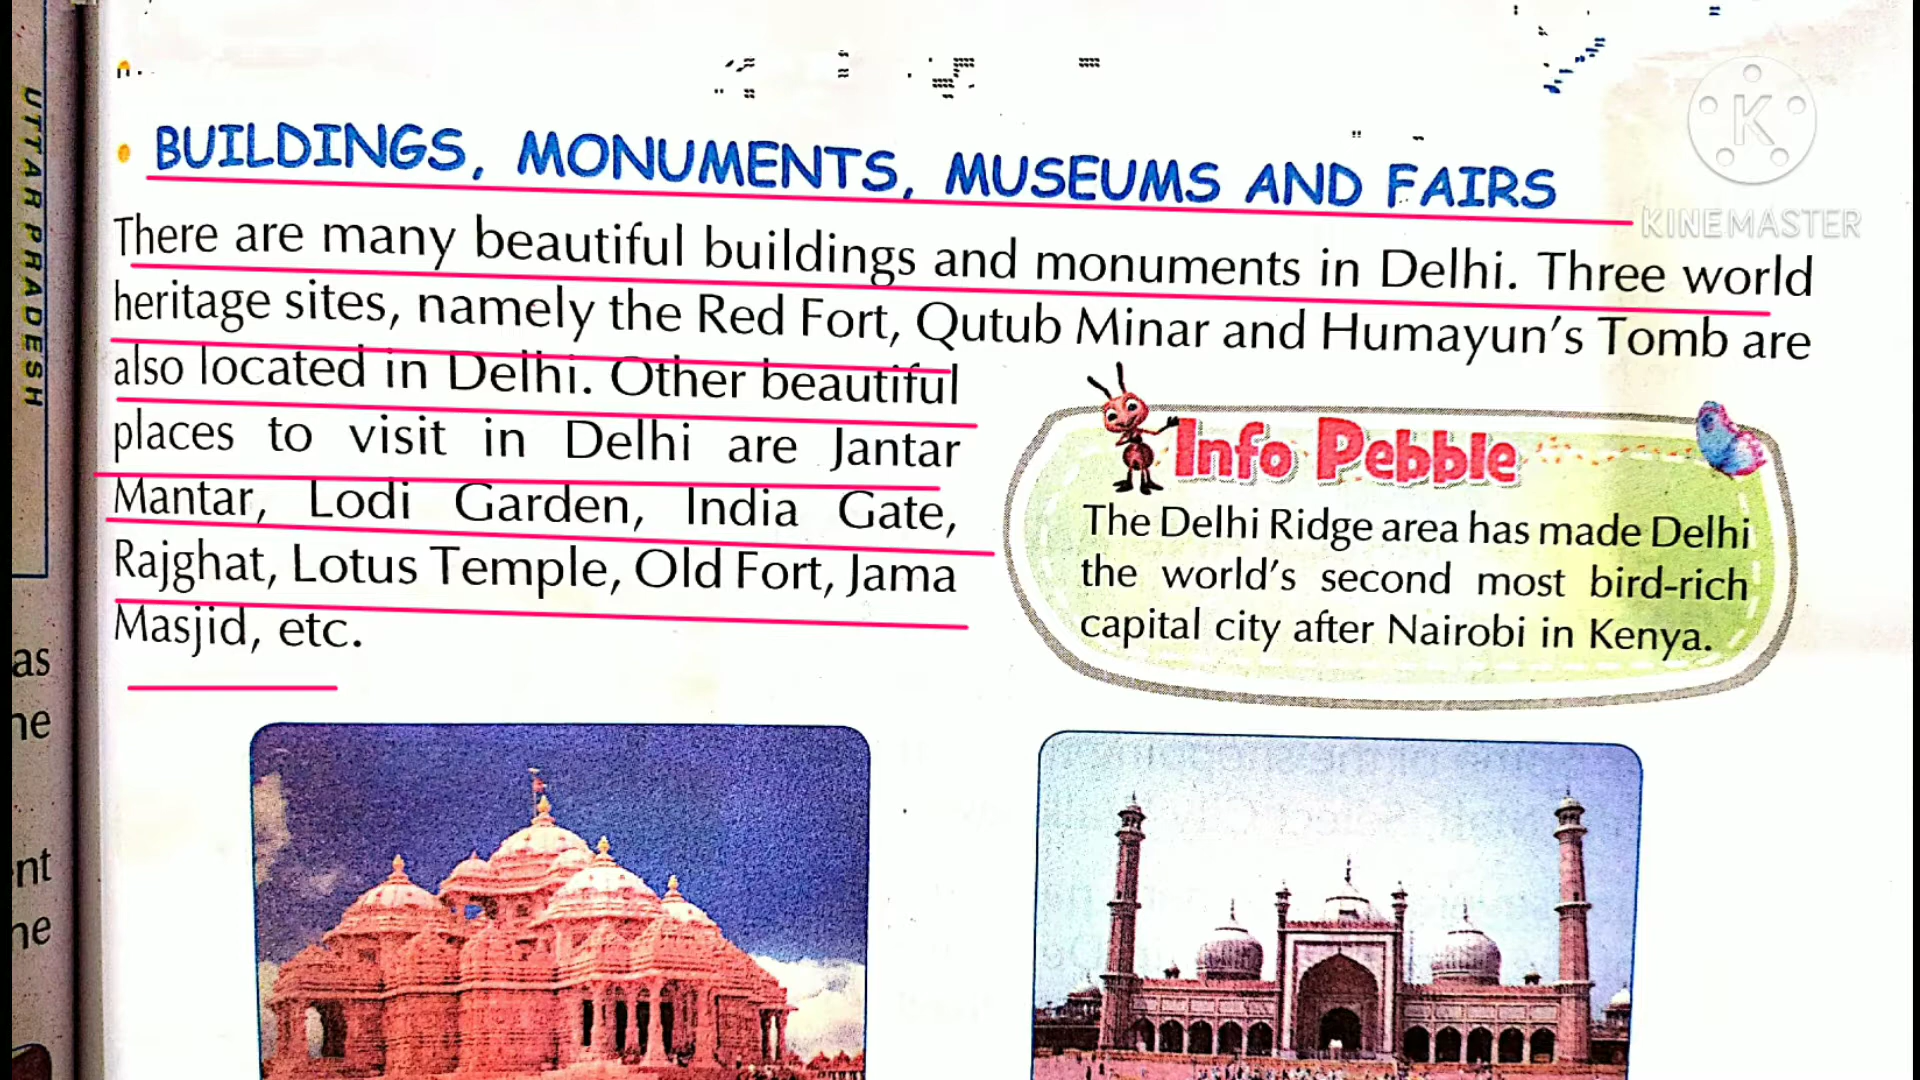 UTTAR PRADESH
BUILDINGS, MONUMENTS, MUSEUMS AND FAIRS
KINEMASTER
There are many beautiful buildings and monuments in Delhi. Three world
heritage sites, namely the Red Fort, Qutub Minar and Humayun's Tomb are
also located in Delhi. Other beautiful
places to visit in Delhi are Jantar
Mantar, Lodi Garden, India Gate,
Rajghat, Lotus Temple, Old Fort, Jama
Masjid, etc.
Info Pebble
The Delhi Ridge area has made Delhi
the world's second most bird-rich
capital city after Nairobi in Kenya.
as